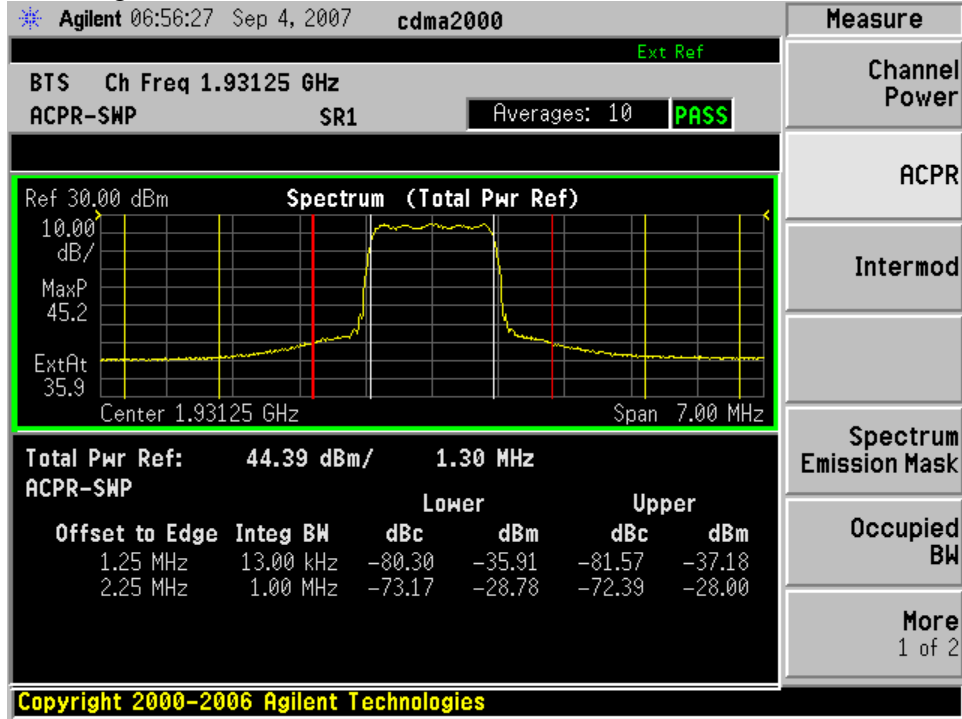 Agilent 06:56:27 Sep 4, 2007 cdma2000 Measure
Ext Ref
BTS Ch Freq 1.93125 GHz
ACPR-SWP SR1 Averages: 10 PASS
Channel Power
ACPR
Intermod
Spectrum Emission Mask
Occupied BW
More
1 of 2
Ref 30.00 dBm Spectrum (Total Pwr Ref)
10.00
dB/
MaxP
45.2
ExtAt
35.9
Center 1.93125 GHz Span 7.00 MHz
Total Pwr Ref: 44.39 dBm/ 1.30 MHz
ACPR-SWP
Lower Upper
Offset to Edge Integ BW dBc dBm dBc dBm
1.25 MHz 13.00 kHz -80.30 -35.91 -81.57 -37.18
2.25 MHz 1.00 MHz -73.17 -28.78 -72.39 -28.00
Copyright 2000-2006 Agilent Technologies